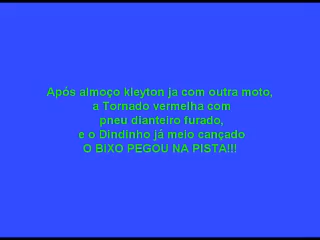 Após almoço kleyton ja com outra moto,
a Tornado vermelha com
pneu dianteiro furado,
e o Dindinho já meio cançado
O BIXO PEGOU NA PISTA!!!